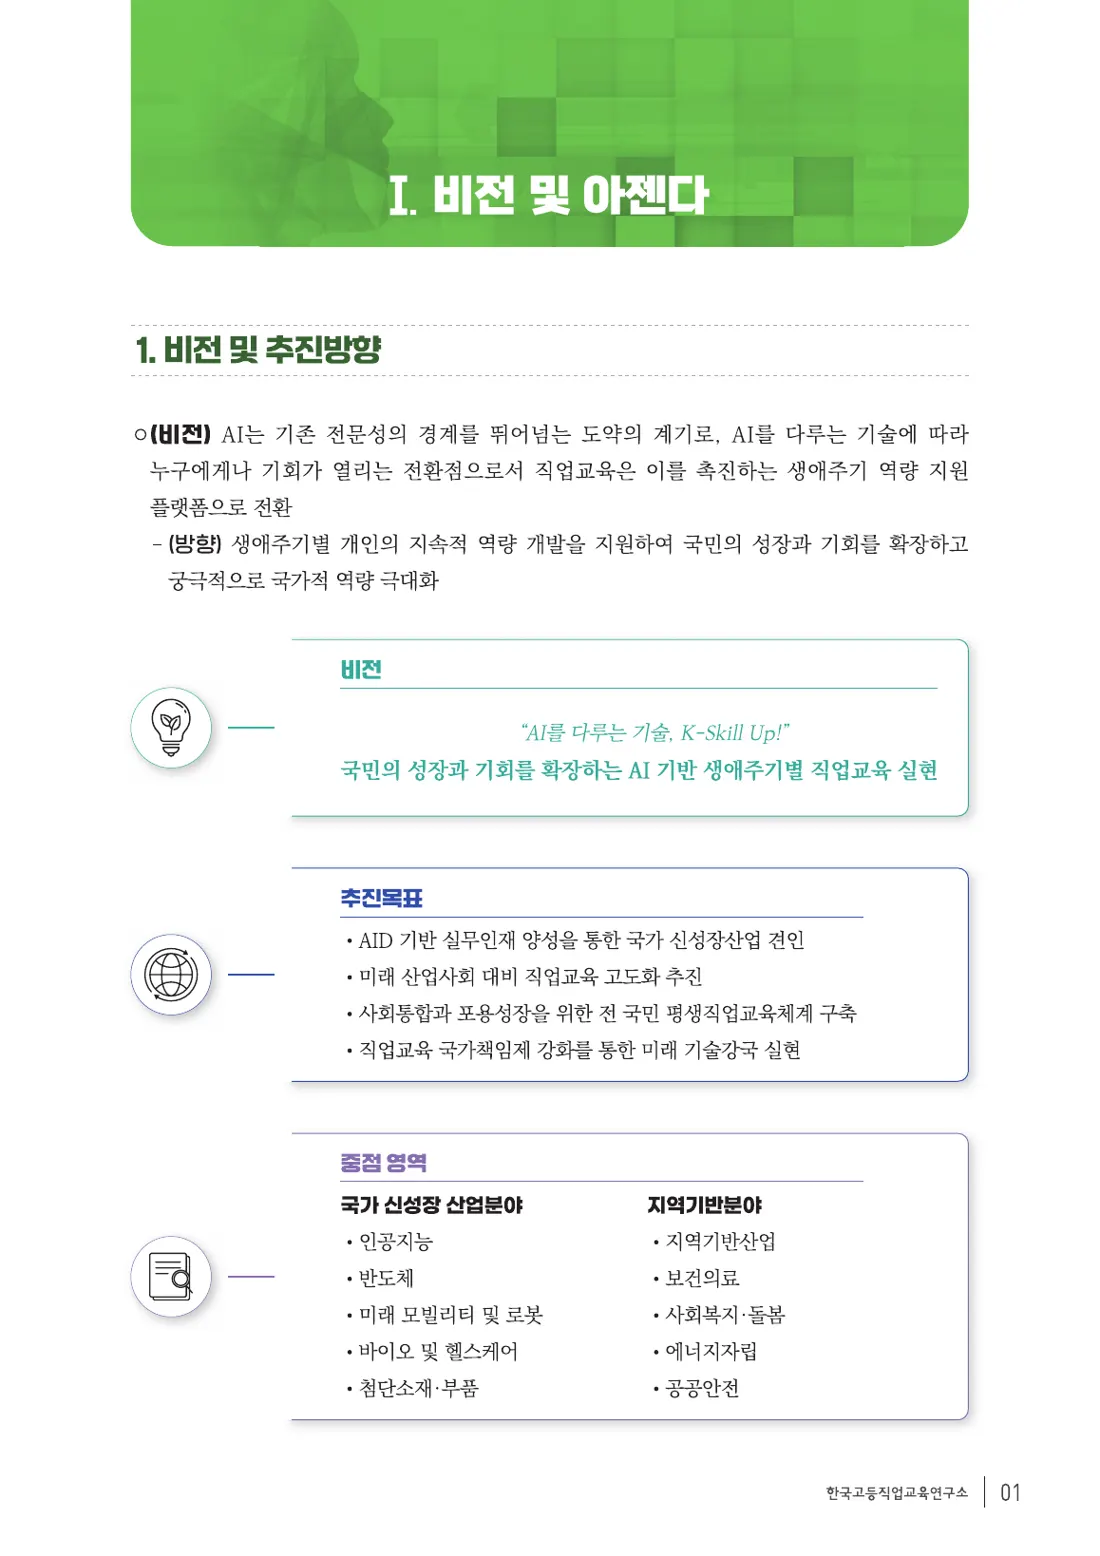 I. 비전 및 아젠다
1. 비전 및 추진방향
○(비전) AI는 기존 전문성의 경계를 뛰어넘는 도약의 계기로, AI를 다루는 기술에 따라
누구에게나 기회가 열리는 전환점으로서 직업교육은 이를 촉진하는 생애주기 역량 지원
플랫폼으로 전환
- (방향) 생애주기별 개인의 지속적 역량 개발을 지원하여 국민의 성장과 기회를 확장하고
궁극적으로 국가적 역량 극대화
비전
“AI를 다루는 기술, K-Skill Up!”
국민의 성장과 기회를 확장하는 AI 기반 생애주기별 직업교육 실현
추진목표
• AID 기반 실무인재 양성을 통한 국가 신성장산업 견인
• 미래 산업사회 대비 직업교육 고도화 추진
• 사회통합과 포용성장을 위한 전 국민 평생직업교육체계 구축
• 직업교육 국가책임제 강화를 통한 미래 기술강국 실현
중점 영역
국가 신성장 산업분야
• 인공지능
• 반도체
• 미래 모빌리티 및 로봇
• 바이오 및 헬스케어
• 첨단소재·부품
지역기반분야
• 지역기반산업
• 보건의료
• 사회복지·돌봄
• 에너지자립
• 공공안전
한국고등직업교육연구소
01